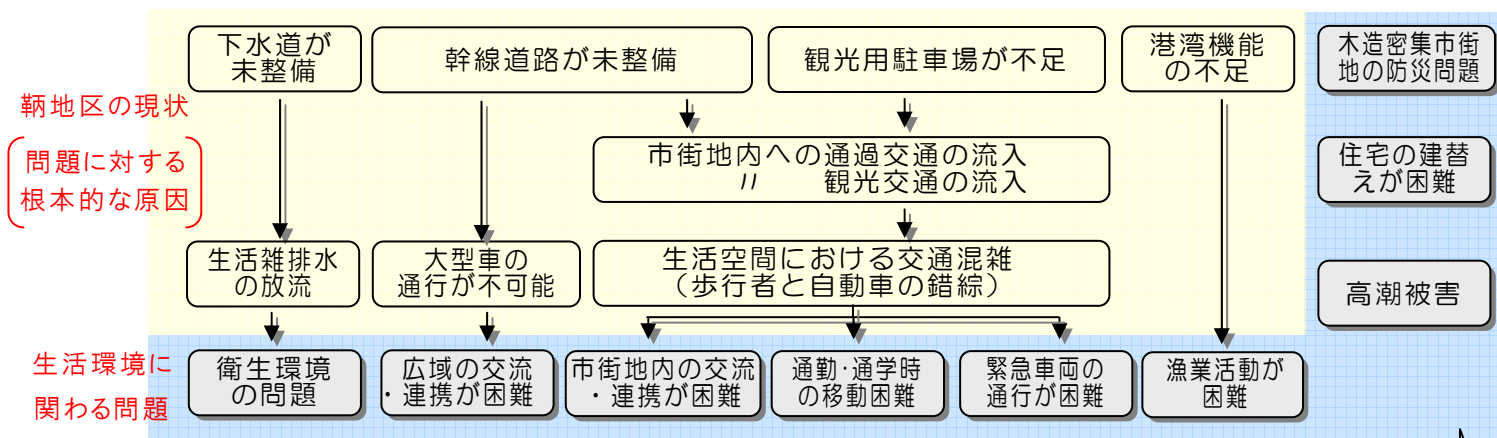 下水道が
未整備
幹線道路が未整備
観光用駐車場が不足
港湾機能
の不足
木造密集市街
地の防災問題
鞆地区の現状
問題に対する
根本的な原因
市街地内への通過交通の流入
〃 観光交通の流入
住宅の建替
えが困難
生活雑排水
の放流
大型車の
通行が不可能
生活空間における交通混雑
（歩行者と自動車の錯綜）
高潮被害
生活環境に
関わる問題
衛生環境
の問題
広域の交流
・連携が困難
市街地内の交流
・連携が困難
通勤・通学時
の移動困難
緊急車両の
通行が困難
漁業活動が
困難